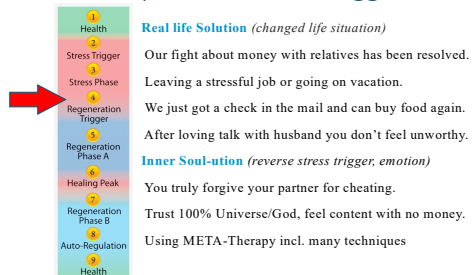 1
Health
2
Stress Trigger
3
Stress Phase
4
Regeneration
Trigger
5
Regeneration
Phase A
6
Healing Peak
7
Regeneration
Phase B
8
Auto-Regulation
9
Health
Real life Solution (changed life situation)
Our fight about money with relatives has been resolved.
Leaving a stressful job or going on vacation.
We just got a check in the mail and can buy food again.
After loving talk with husband you don't feel unworthy.
Inner Soul-ution (reverse stress trigger, emotion)
You truly forgive your partner for cheating.
Trust 100% Universe/God, feel content with no money.
Using META-Therapy incl. many techniques